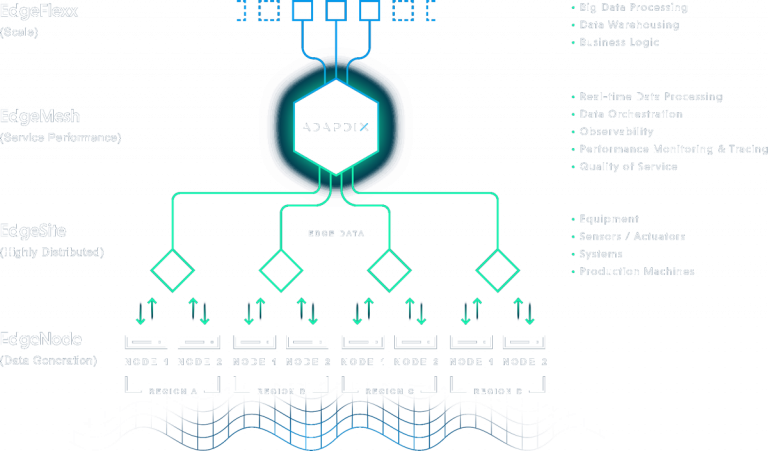 EdgeFlexx
(Scale)
• Big Data Processing
• Data Warehousing
• Business Logic
EdgeMesh
(Service Performance)
ADAPDIX
• Real-time Data Processing
• Data Orchestration
• Observability
• Performance Monitoring & Tracing
• Quality of Service
EdgeSite
(Highly Distributed)
EDGE DATA
• Equipment
• Sensors / Actuators
• Systems
• Production Machines
EdgeNode
(Data Generation)
NODE 1 NODE 2 NODE 1 NODE 2 NODE 1 NODE 2 NODE 1 NODE 2
REGION A REGION B REGION C REGION D